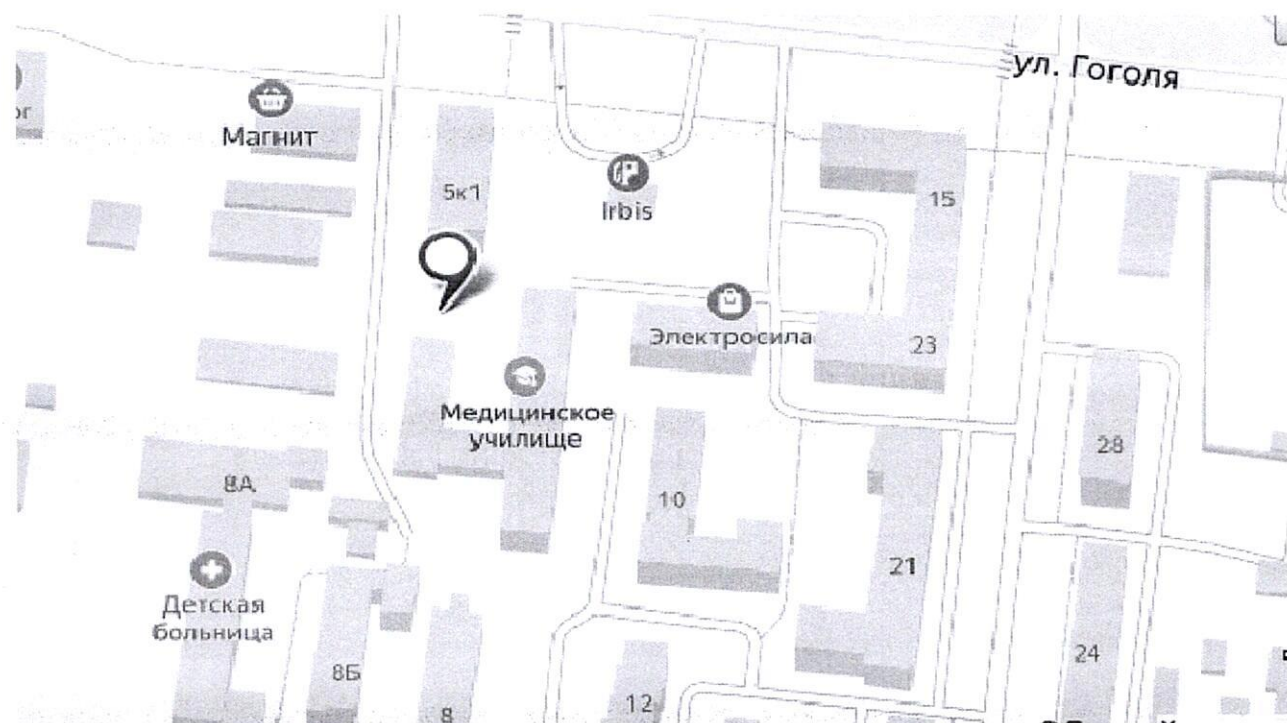 ул. Гоголя
Магнит
5к1
Irbis
15
Электросила
23
Медицинское
училище
28
8А
10
21
Детская
больница
8Б
24
8
12